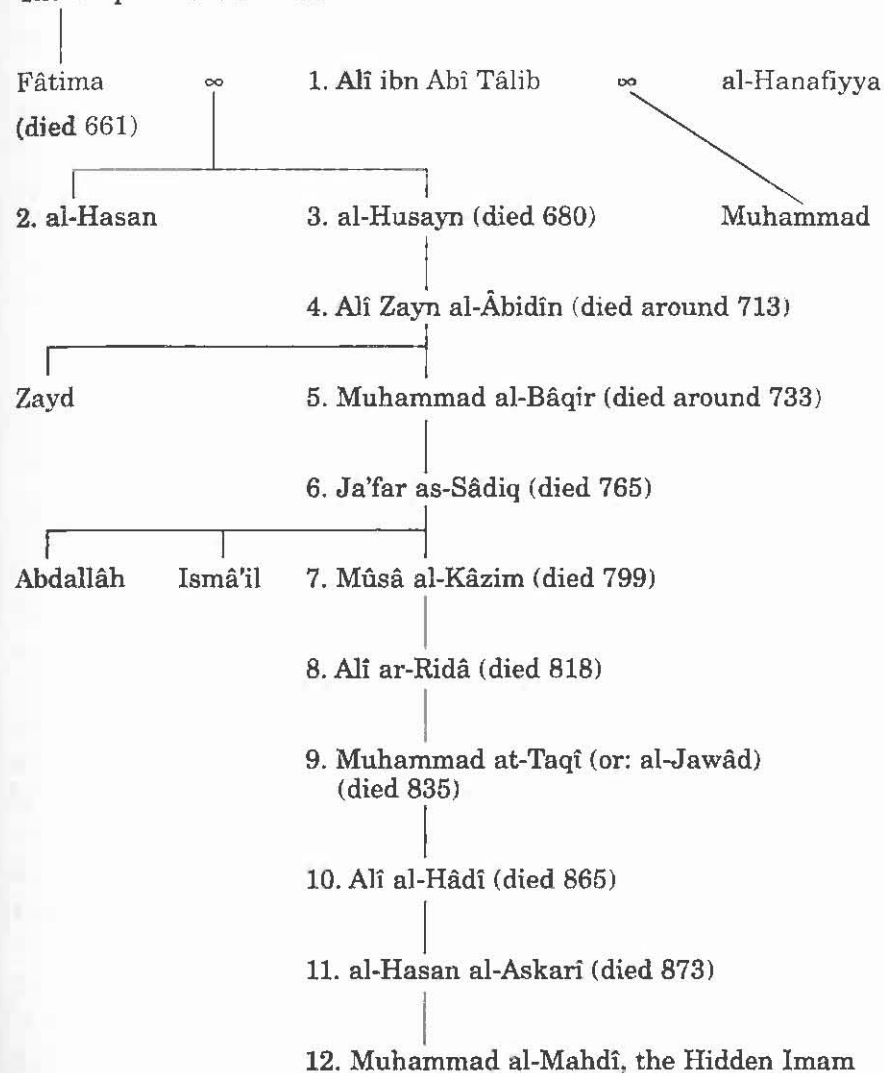 Fâtima ∞ 1. Alî ibn Abî Tâlib ∞ al-Hanafiyya
(died 661)
2. al-Hasan 3. al-Husayn (died 680) Muhammad
4. Alî Zayn al-Âbidîn (died around 713)
Zayd 5. Muhammad al-Bâqir (died around 733)
6. Ja'far as-Sâdiq (died 765)
Abdallâh Ismâ'il 7. Mûsâ al-Kâzim (died 799)
8. Alî ar-Ridâ (died 818)
9. Muhammad at-Taqî (or: al-Jawâd)
(died 835)
10. Alî al-Hâdî (died 865)
11. al-Hasan al-Askarî (died 873)
12. Muhammad al-Mahdî, the Hidden Imam